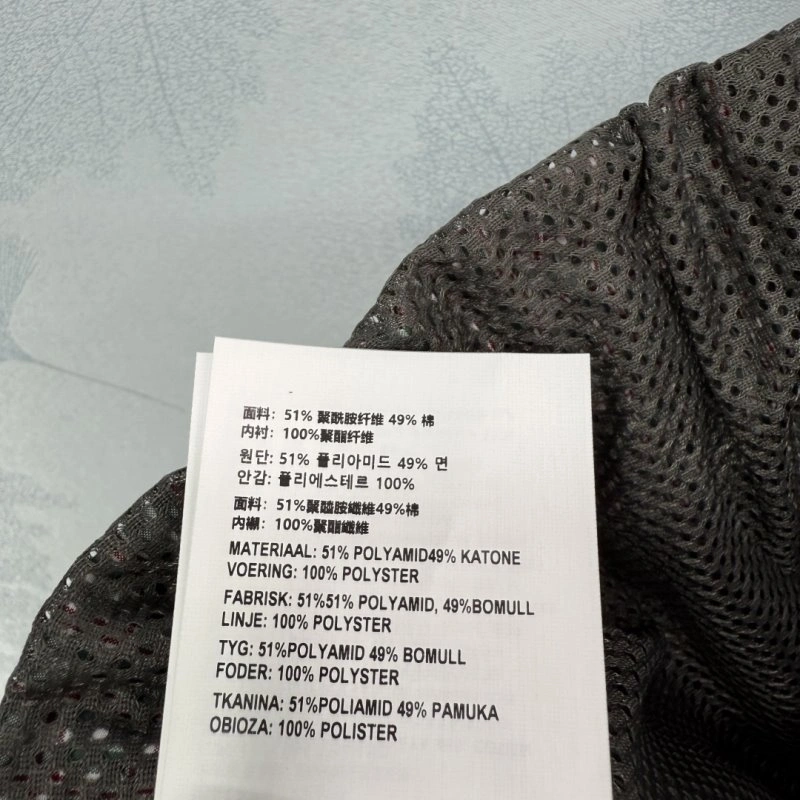 面料：51% 聚酰胺纤维 49% 棉
内衬：100%聚酯纤维
원단: 51% 폴리아미드 49% 면
안감: 폴리에스테르 100%
面料：51%聚醯胺纖維49%棉
內襯：100%聚酯纖維
MATERIAAL: 51% POLYAMID49% KATONE
VOERING: 100% POLYSTER
FABRISK: 51%51% POLYAMID, 49%BOMULL
LINJE: 100% POLYSTER
TYG: 51%POLYAMID 49% BOMULL
FODER: 100% POLYSTER
TKANINA: 51%POLIAMID 49% PAMUKA
OBIOZA: 100% POLISTER